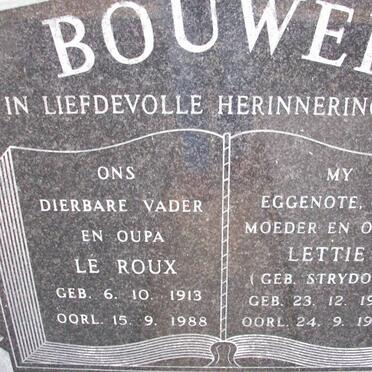 BOUWE
IN LIEFDEVOLLE HERINNERING
ONS
DIERBARE VADER
EN OUPA
LE ROUX
GEB. 6. 10. 1913
OORL. 15. 9. 1988
MY
EGGENOTE,
MOEDER EN
LETTIE
(GEB. STRYDO
GEB. 23. 12. 19
OORL. 24. 9. 19